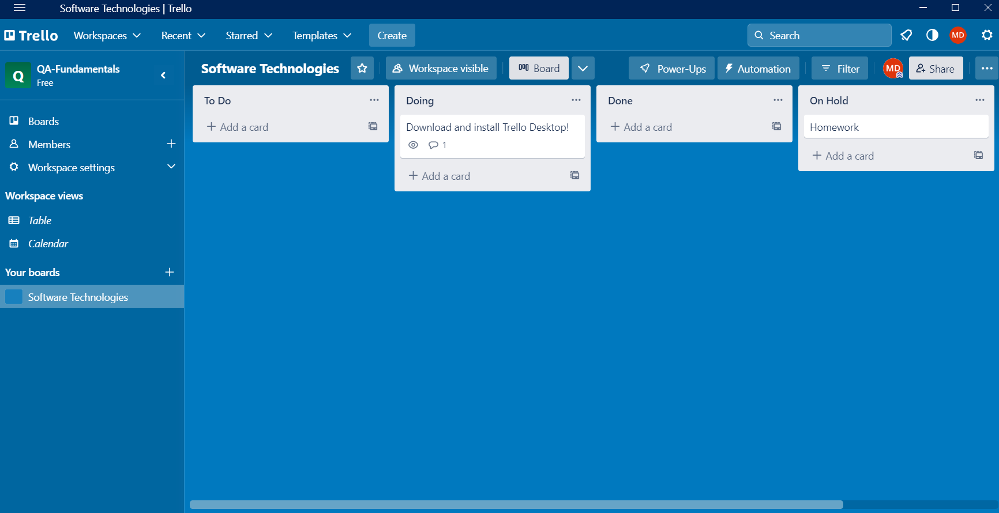 Software Technologies | Trello
Trello Workspaces Recent Starred Templates Create Search MD
Q QA-Fundamentals
Free
Software Technologies Workspace visible Board Power-Ups Automation Filter MD Share
Boards
Members
Workspace settings
Workspace views
Table
Calendar
Your boards
Software Technologies
To Do
Add a card
Doing
Download and install Trello Desktop!
1
Add a card
Done
Add a card
On Hold
Homework
Add a card